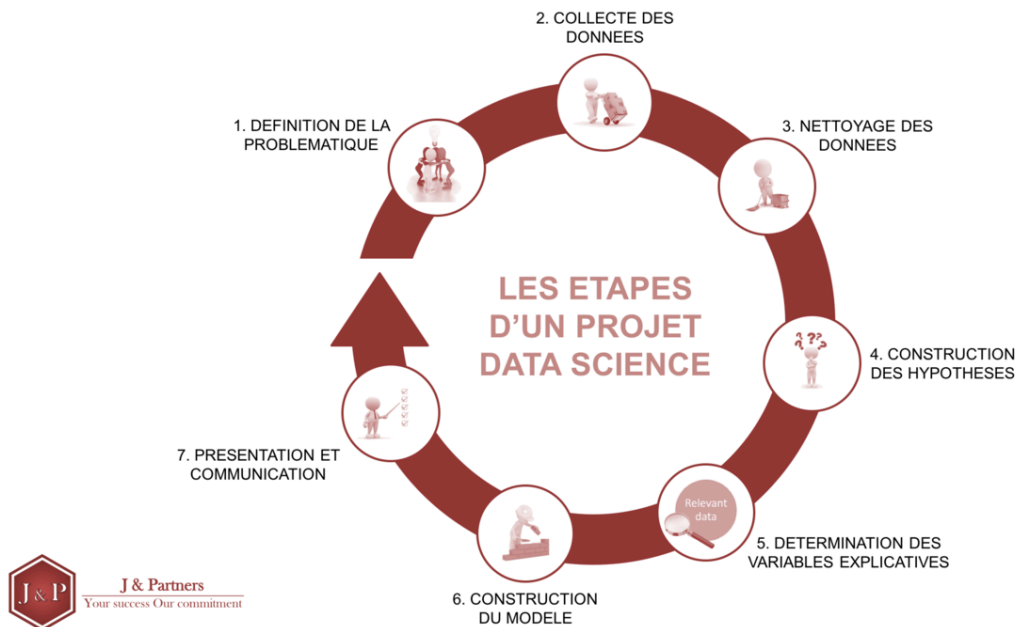 2. COLLECTE DES
DONNEES
1. DEFINITION DE LA
PROBLEMATIQUE
3. NETTOYAGE DES
DONNEES
LES ETAPES
D’UN PROJET
DATA SCIENCE
4. CONSTRUCTION
DES HYPOTHESES
7. PRESENTATION ET
COMMUNICATION
Relevant
data
5. DETERMINATION DES
VARIABLES EXPLICATIVES
6. CONSTRUCTION
DU MODELE
J & P
J & Partners
Your success Our commitment
? ? ? ?